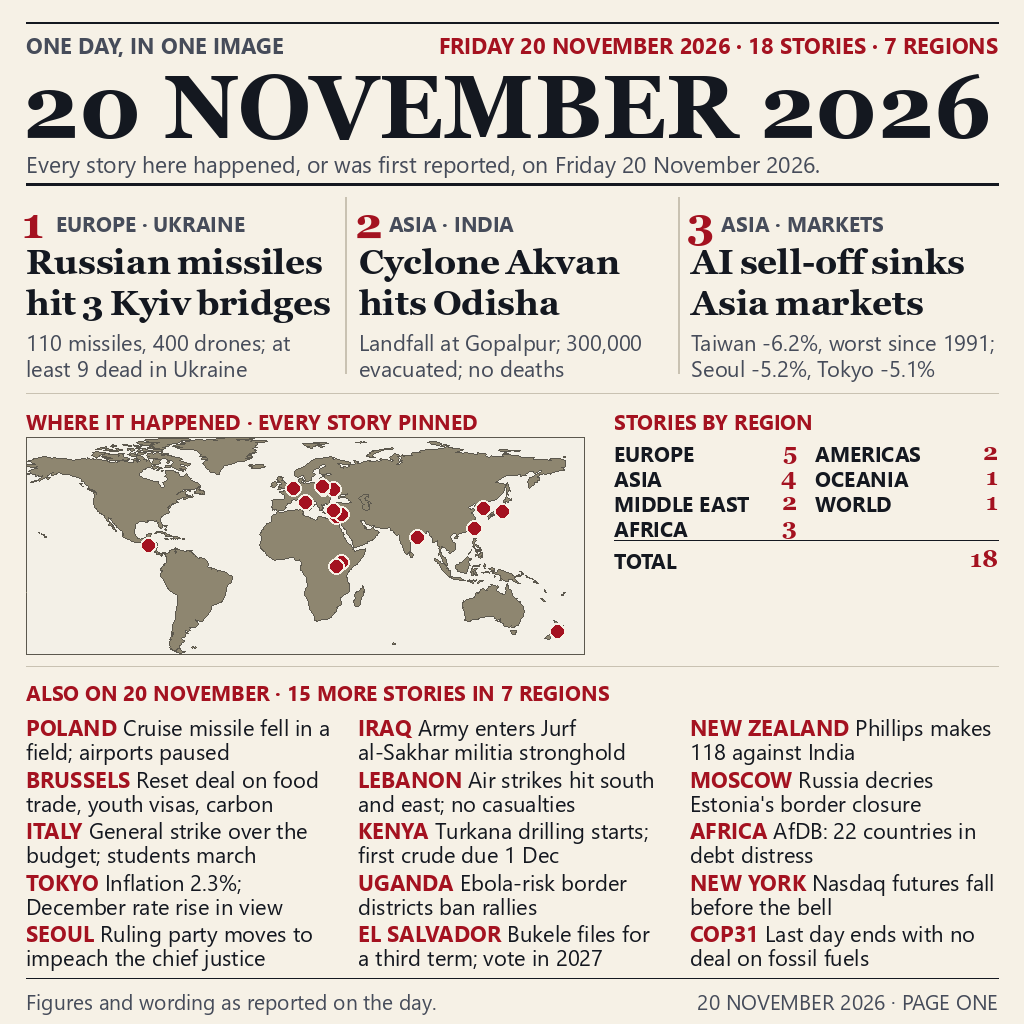 ONE DAY, IN ONE IMAGE
FRIDAY 20 NOVEMBER 2026 · 18 STORIES · 7 REGIONS
20 NOVEMBER 2026
Every story here happened, or was first reported, on Friday 20 November 2026.
1 EUROPE · UKRAINE
Russian missiles
hit 3 Kyiv bridges
110 missiles, 400 drones; at
least 9 dead in Ukraine
2 ASIA · INDIA
Cyclone Akvan
hits Odisha
Landfall at Gopalpur; 300,000
evacuated; no deaths
3 ASIA · MARKETS
AI sell-off sinks
Asia markets
Taiwan -6.2%, worst since 1991;
Seoul -5.2%, Tokyo -5.1%
WHERE IT HAPPENED · EVERY STORY PINNED
STORIES BY REGION
EUROPE 5
ASIA 4
MIDDLE EAST 2
AFRICA 3
AMERICAS 2
OCEANIA 1
WORLD 1
TOTAL 18
ALSO ON 20 NOVEMBER · 15 MORE STORIES IN 7 REGIONS
POLAND Cruise missile fell in a
field; airports paused
BRUSSELS Reset deal on food
trade, youth visas, carbon
ITALY General strike over the
budget; students march
TOKYO Inflation 2.3%;
December rate rise in view
SEOUL Ruling party moves to
impeach the chief justice
IRAQ Army enters Jurf
al-Sakhar militia stronghold
LEBANON Air strikes hit south
and east; no casualties
KENYA Turkana drilling starts;
first crude due 1 Dec
UGANDA Ebola-risk border
districts ban rallies
EL SALVADOR Bukele files for
a third term; vote in 2027
NEW ZEALAND Phillips makes
118 against India
MOSCOW Russia decries
Estonia's border closure
AFRICA AfDB: 22 countries in
debt distress
NEW YORK Nasdaq futures fall
before the bell
COP31 Last day ends with no
deal on fossil fuels
Figures and wording as reported on the day.
20 NOVEMBER 2026 · PAGE ONE